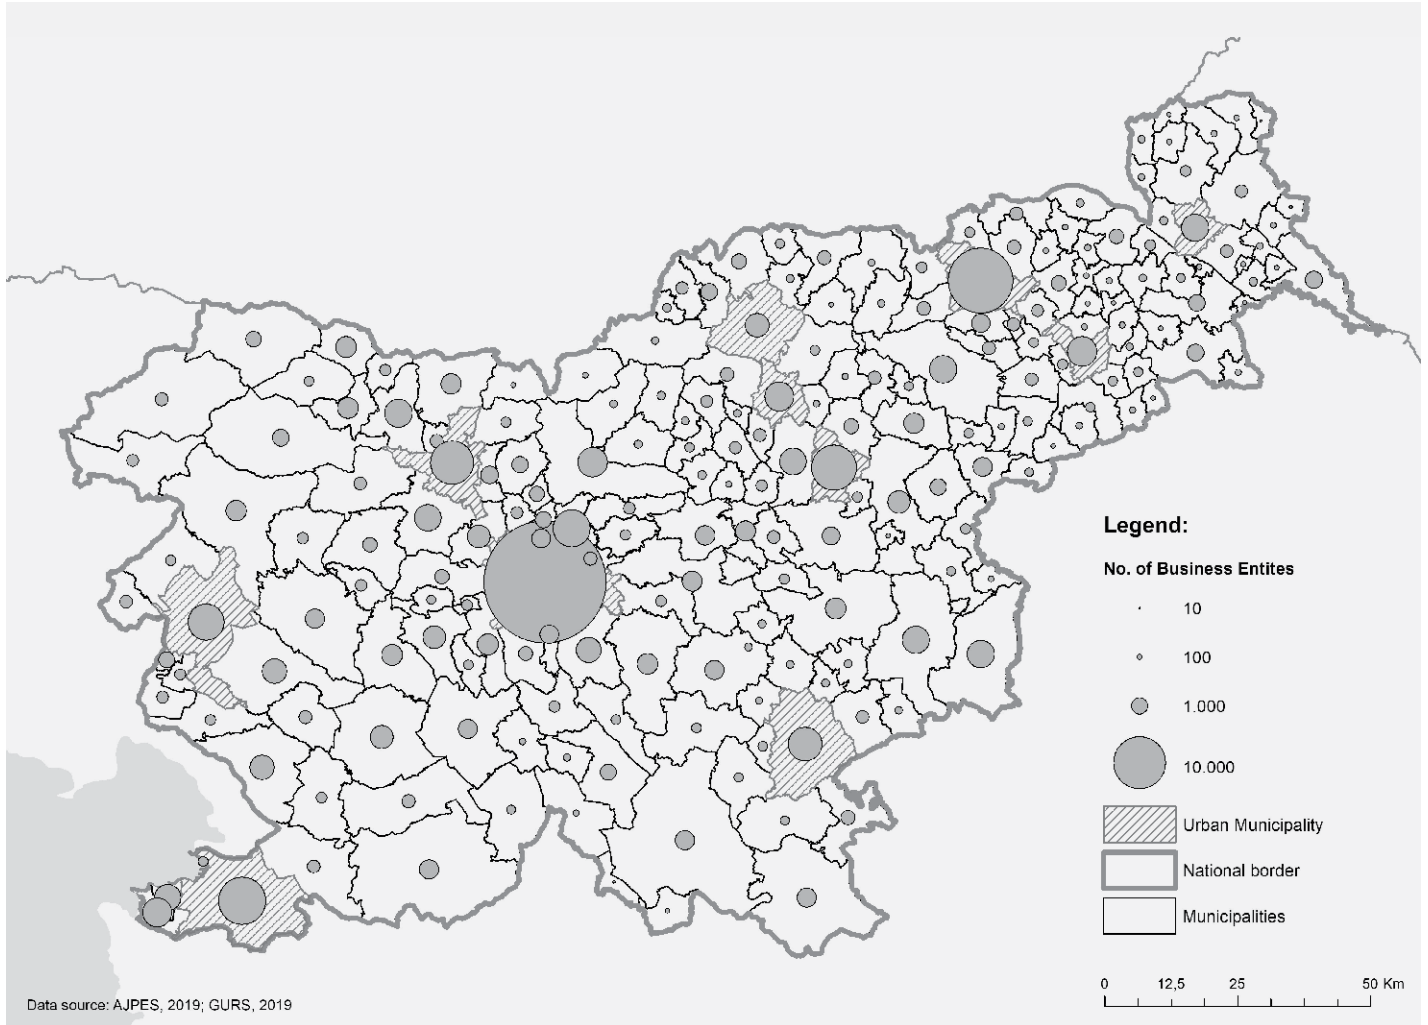 Legend:
No. of Business Entites
10
100
1.000
10.000
Urban Municipality
National border
Municipalities
0 12,5 25 50 Km
Data source: AJPES, 2019; GURS, 2019